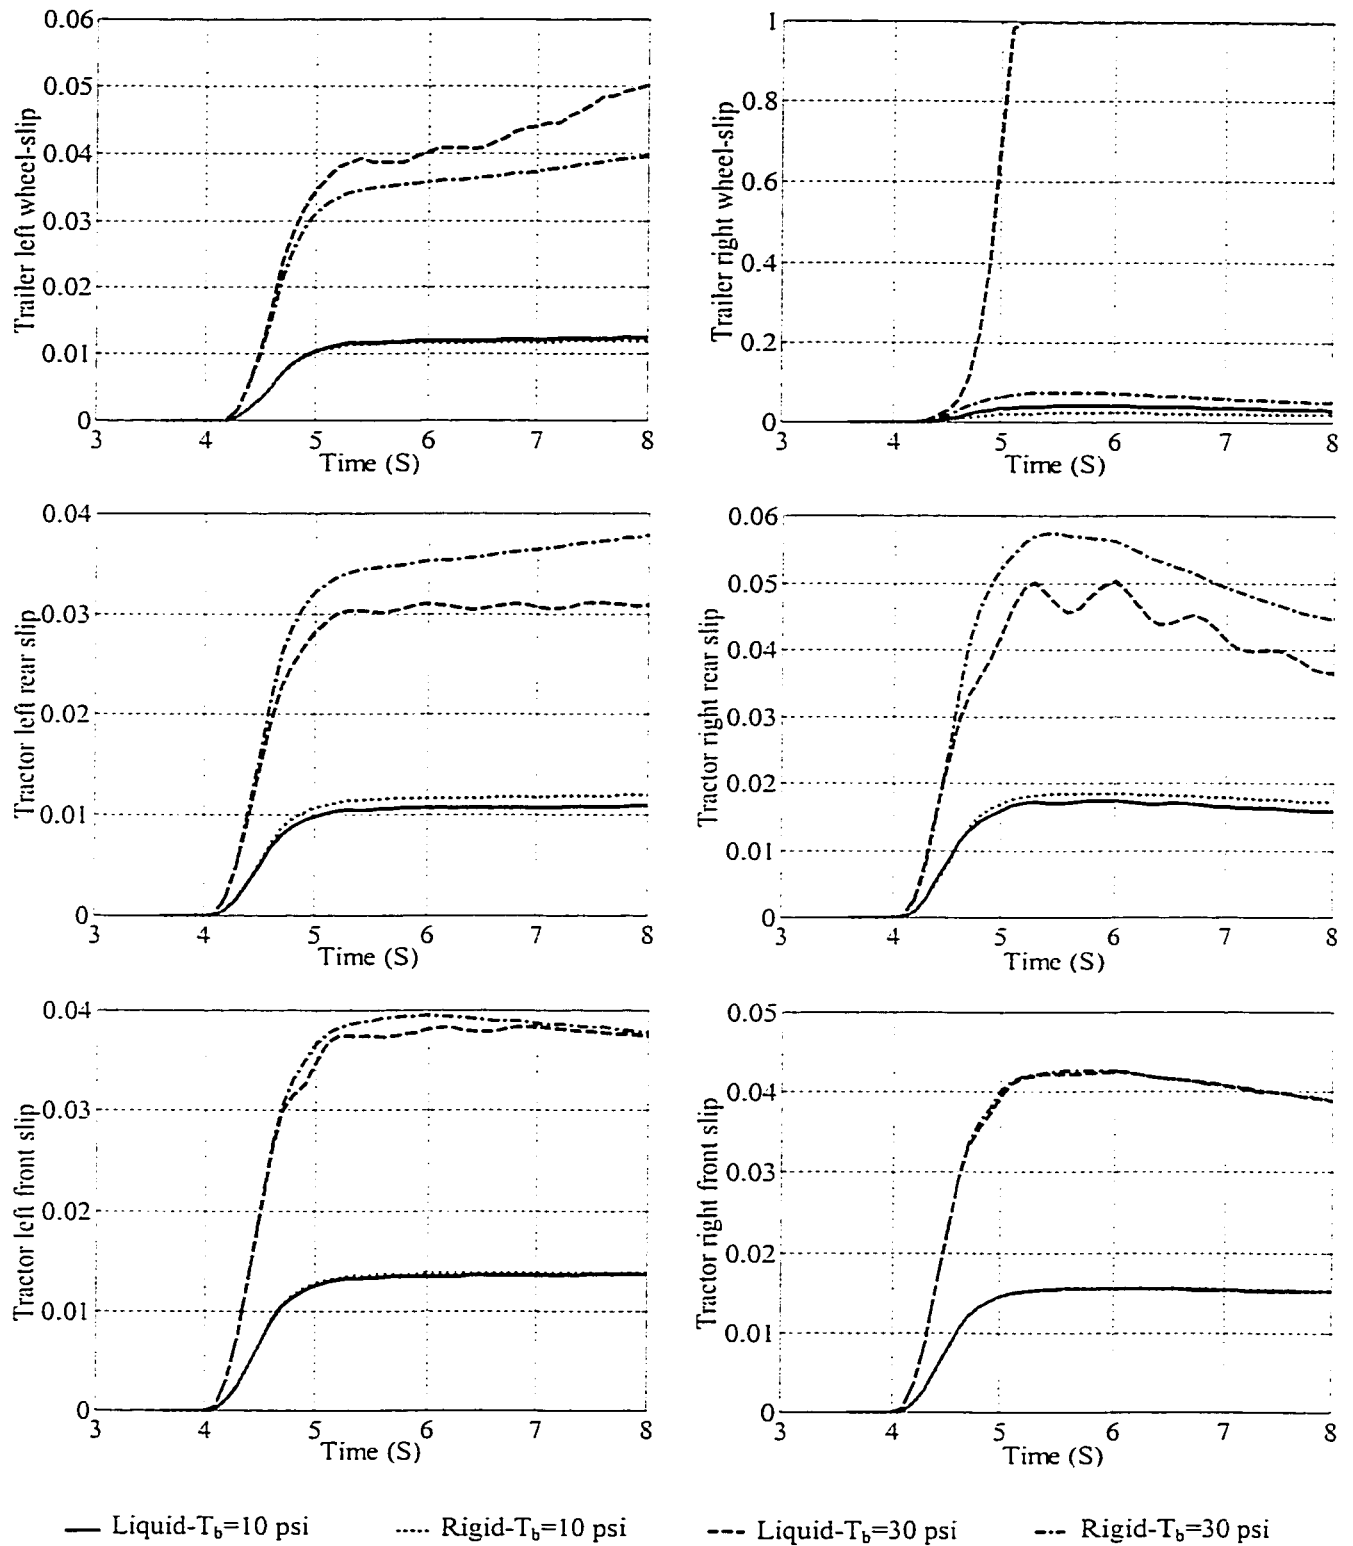 Trailer left wheel-slip
0.06
0.05
0.04
0.03
0.02
0.01
0
3 4 5 6 7 8
Time (S)
Trailer right wheel-slip
1
0.8
0.6
0.4
0.2
0
3 4 5 6 7 8
Time (S)
Tractor left rear slip
0.04
0.03
0.02
0.01
0
3 4 5 6 7 8
Time (S)
Tractor right rear slip
0.06
0.05
0.04
0.03
0.02
0.01
0
3 4 5 6 7 8
Time (S)
Tractor left front slip
0.04
0.03
0.02
0.01
0
3 4 5 6 7 8
Time (S)
Tractor right front slip
0.05
0.04
0.03
0.02
0.01
0
3 4 5 6 7 8
Time (S)
Liquid-T_b=10 psi Rigid-T_b=10 psi Liquid-T_b=30 psi Rigid-T_b=30 psi